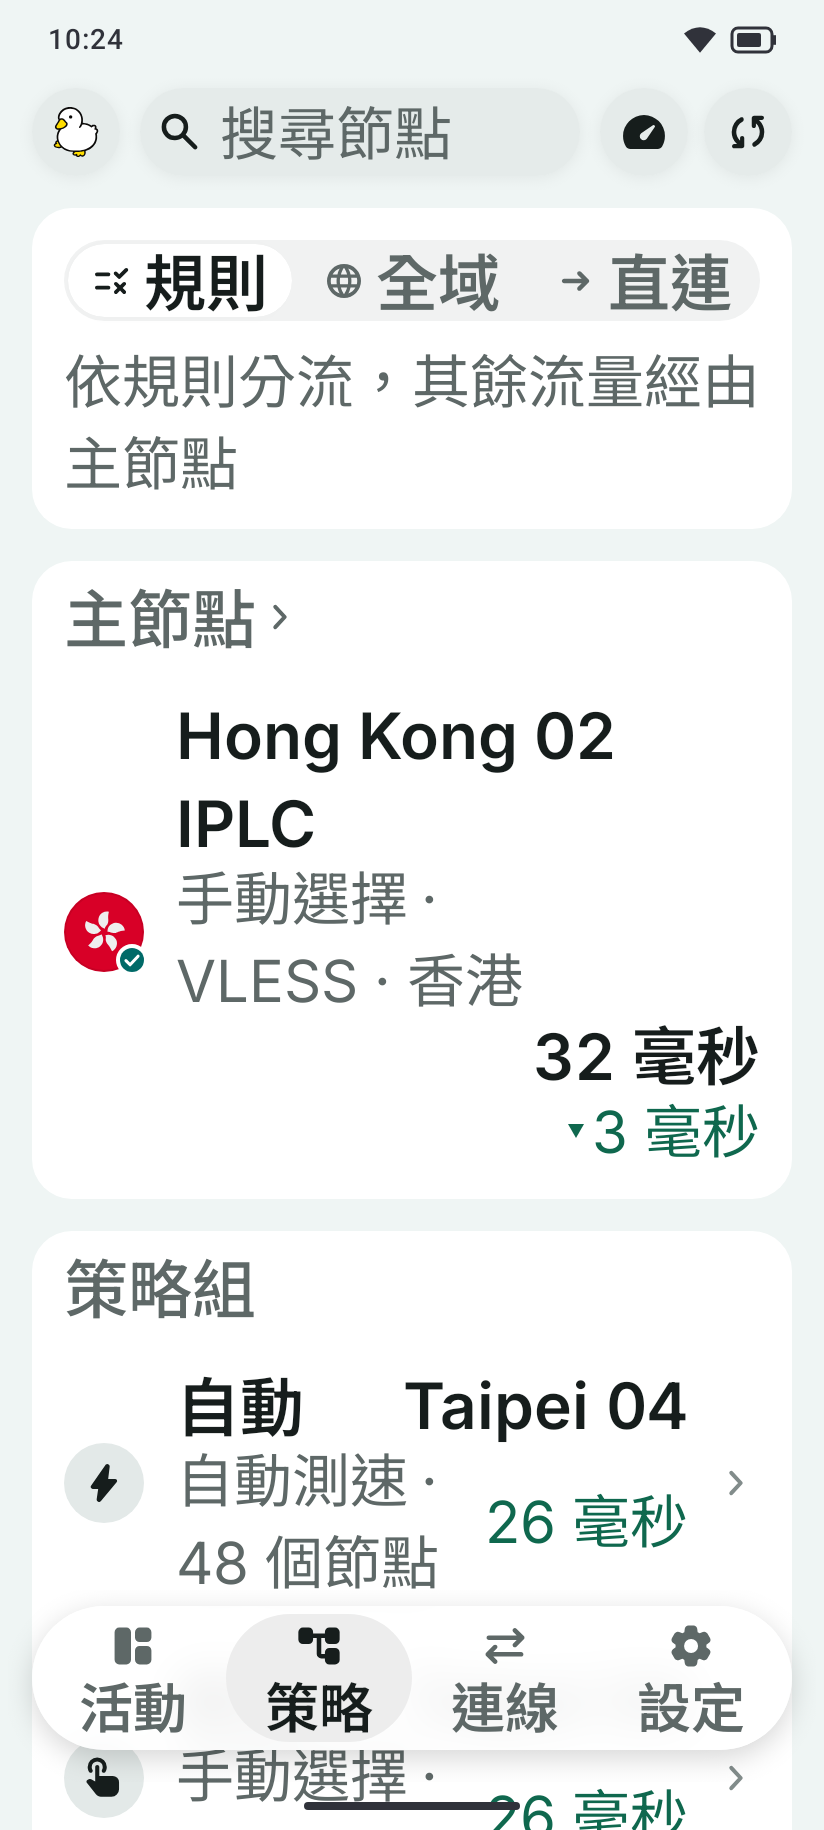 10:24
搜尋節點
規則 全域 直連
依規則分流，其餘流量經由
主節點
主節點
Hong Kong 02
IPLC
手動選擇 ·
VLESS · 香港
32 毫秒
▼3 毫秒
策略組
自動 Taipei 04
自動測速 ·
48 個節點
26 毫秒
活動 策略 連線 設定
手動選擇 ·
26 毫秒